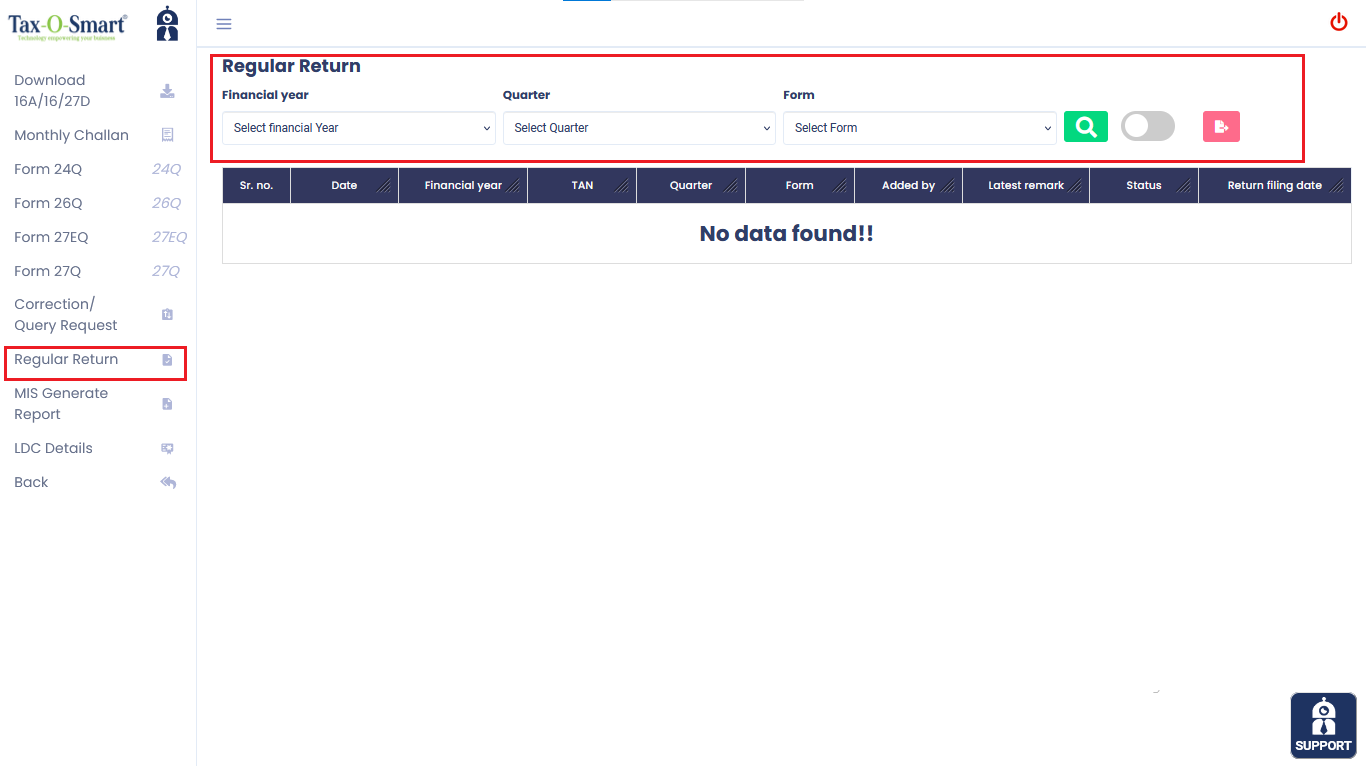 Tax-O-Smart©
Technology empowering your business
Download
16A/16/27D
Monthly Challan
Form 24Q 24Q
Form 26Q 26Q
Form 27EQ 27EQ
Form 27Q 27Q
Correction/
Query Request
Regular Return
MIS Generate
Report
LDC Details
Back
Regular Return
Financial year Quarter Form
Select financial Year Select Quarter Select Form
Sr. no. Date Financial year TAN Quarter Form Added by Latest remark Status Return filing date
No data found!!
SUPPORT